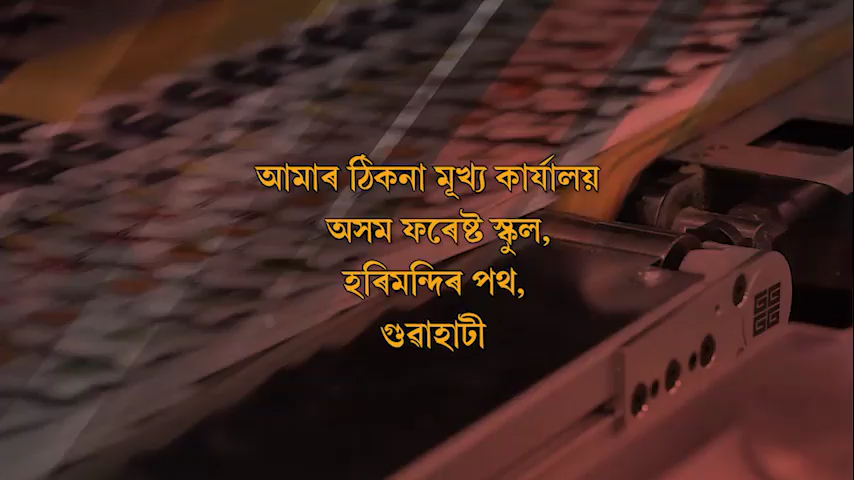 আমাৰ ঠিকনা মূখ্য কাৰ্যালয়
অসম ফৰেষ্ট স্কুল,
হৰিমন্দিৰ পথ,
গুৱাহাটী